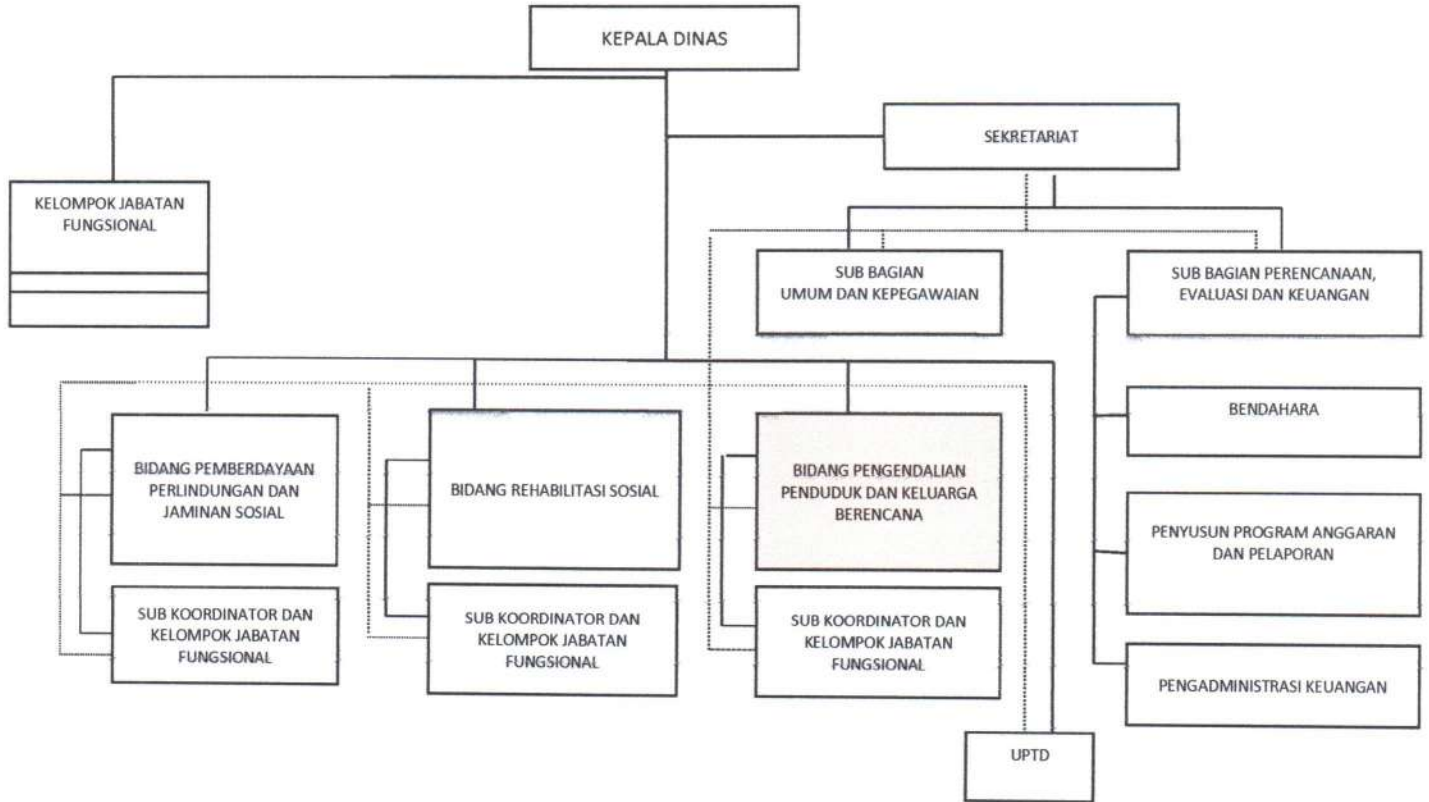 KEPALA DINAS
SEKRETARIAT
KELOMPOK JABATAN
FUNGSIONAL
SUB BAGIAN
UMUM DAN KEPEGAWAIAN
SUB BAGIAN PERENCANAAN,
EVALUASI DAN KEUANGAN
BENDAHARA
BIDANG PEMBERDAYAAN
PERLINDUNGAN DAN
JAMINAN SOSIAL
BIDANG REHABILITASI SOSIAL
BIDANG PENGENDALIAN
PENDUDUK DAN KELUARGA
BERENCANA
PENYUSUN PROGRAM ANGGARAN
DAN PELAPORAN
SUB KOORDINATOR DAN
KELOMPOK JABATAN
FUNGSIONAL
SUB KOORDINATOR DAN
KELOMPOK JABATAN
FUNGSIONAL
SUB KOORDINATOR DAN
KELOMPOK JABATAN
FUNGSIONAL
PENGADMINISTRASI KEUANGAN
UPTD